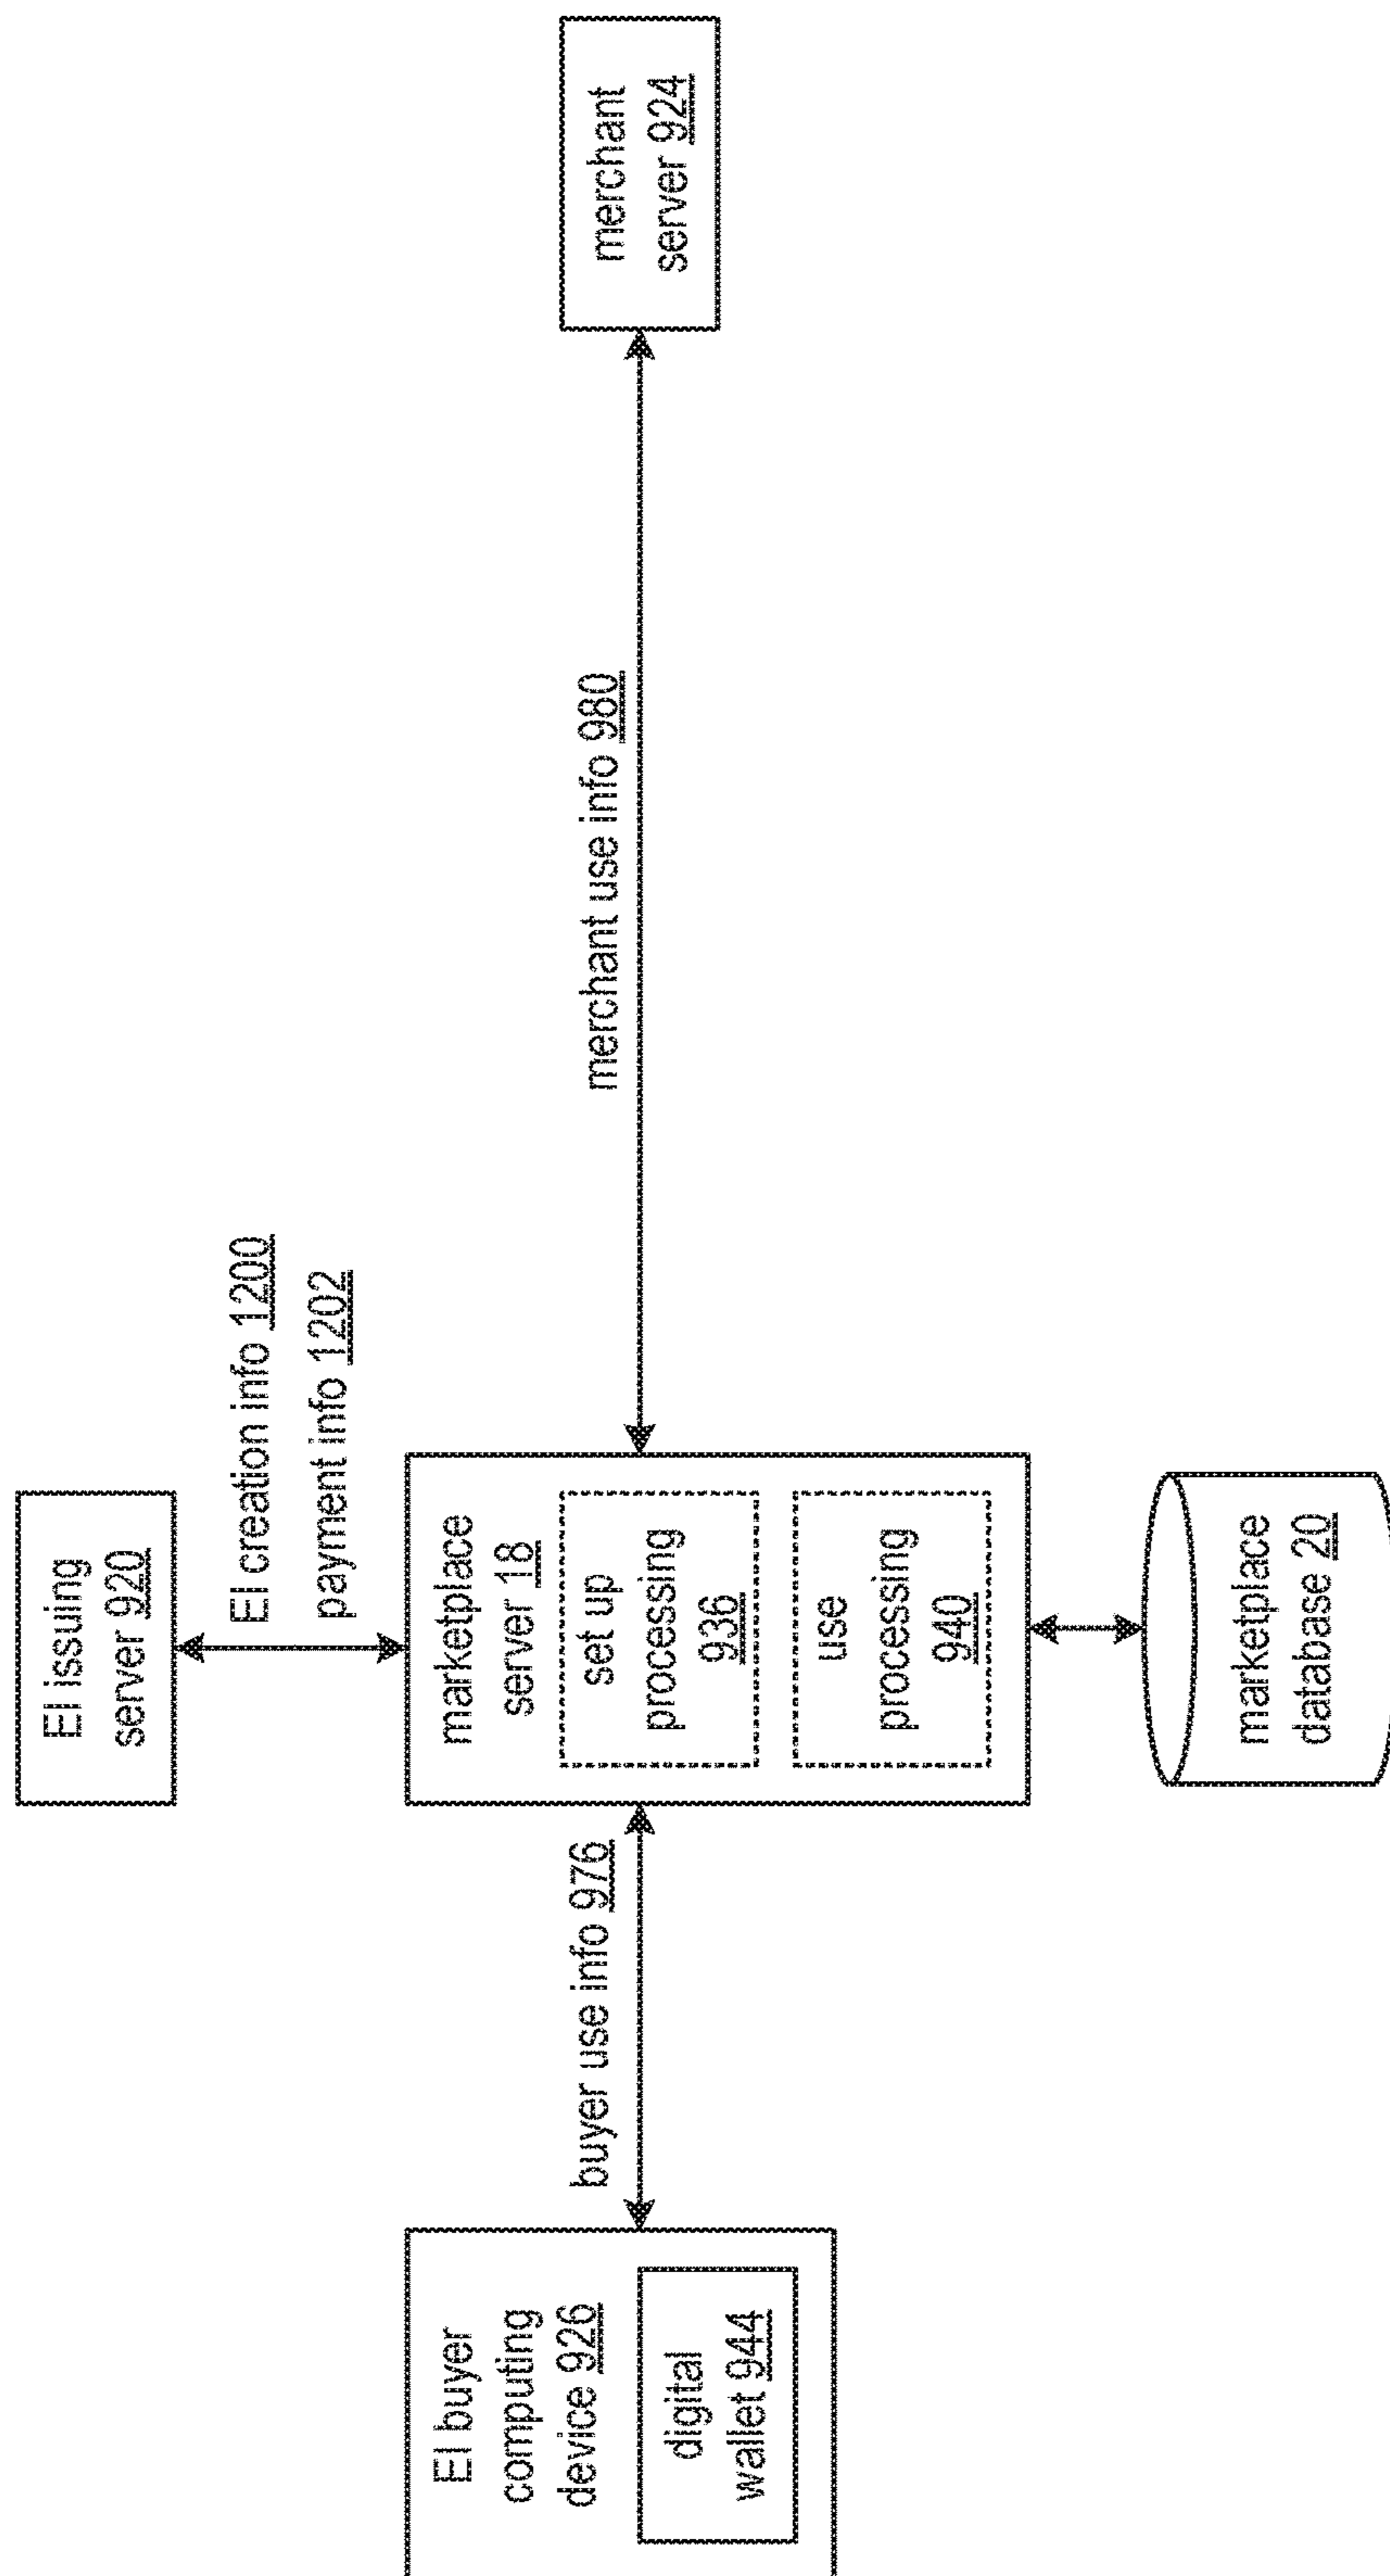 EI issuing
server 920
EI creation info 1200
payment info 1202
EI buyer
computing
device 926
digital
wallet 944
buyer use info 976
marketplace
server 18
set up
processing
936
use
processing
940
merchant use info 980
merchant
server 924
marketplace
database 20